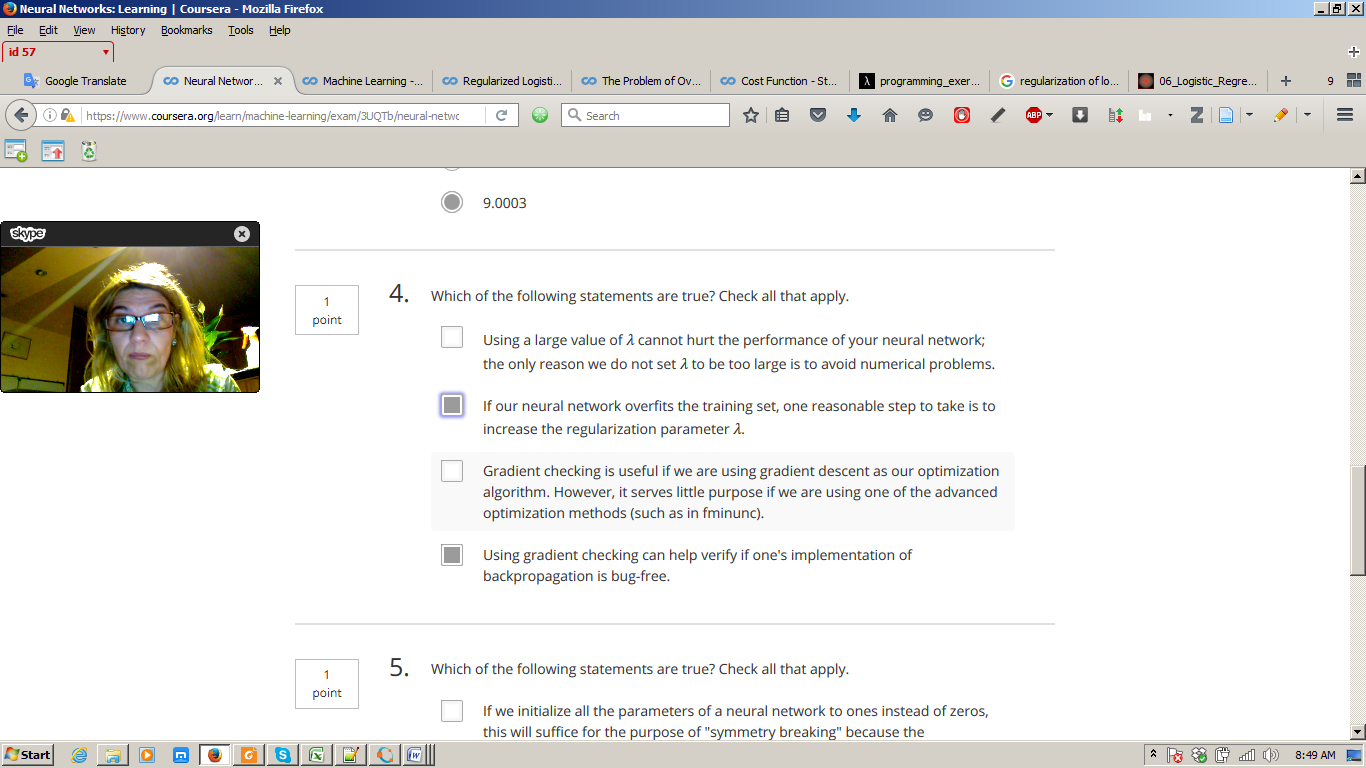 Neural Networks: Learning | Coursera - Mozilla Firefox
File Edit View History Bookmarks Tools Help
id 57
Google Translate
Neural Networ...
Machine Learning -...
Regularized Logisti...
The Problem of Ov...
Cost Function - St...
programming_exer...
regularization of lo...
06_Logistic_Regre...
9
https://www.coursera.org/learn/machine-learning/exam/3UQTb/neural-netwo
Search
ABP
9.0003
skype
1
point
4.
Which of the following statements are true? Check all that apply.
Using a large value of λ cannot hurt the performance of your neural network;
the only reason we do not set λ to be too large is to avoid numerical problems.
If our neural network overfits the training set, one reasonable step to take is to
increase the regularization parameter λ.
Gradient checking is useful if we are using gradient descent as our optimization
algorithm. However, it serves little purpose if we are using one of the advanced
optimization methods (such as in fminunc).
Using gradient checking can help verify if one's implementation of
backpropagation is bug-free.
1
point
5.
Which of the following statements are true? Check all that apply.
If we initialize all the parameters of a neural network to ones instead of zeros,
this will suffice for the purpose of "symmetry breaking" because the
Start
8:49 AM